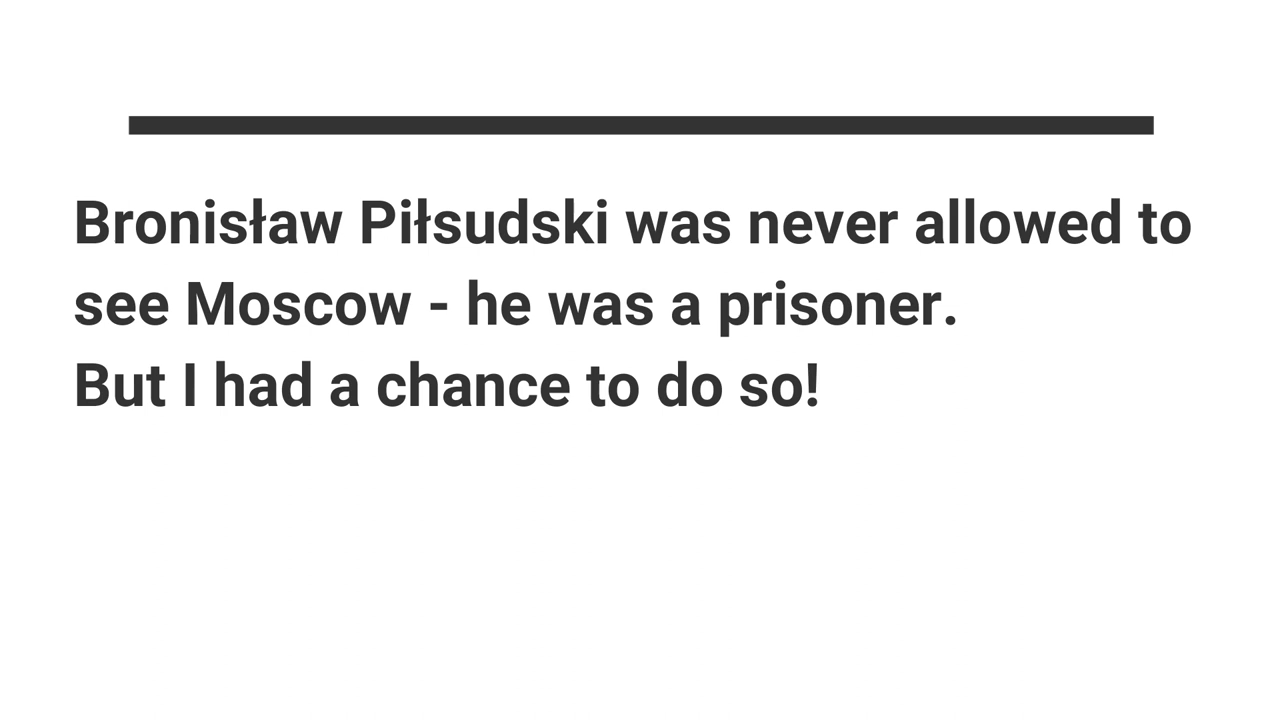 Bronisław Piłsudski was never allowed to
see Moscow - he was a prisoner.
But I had a chance to do so!